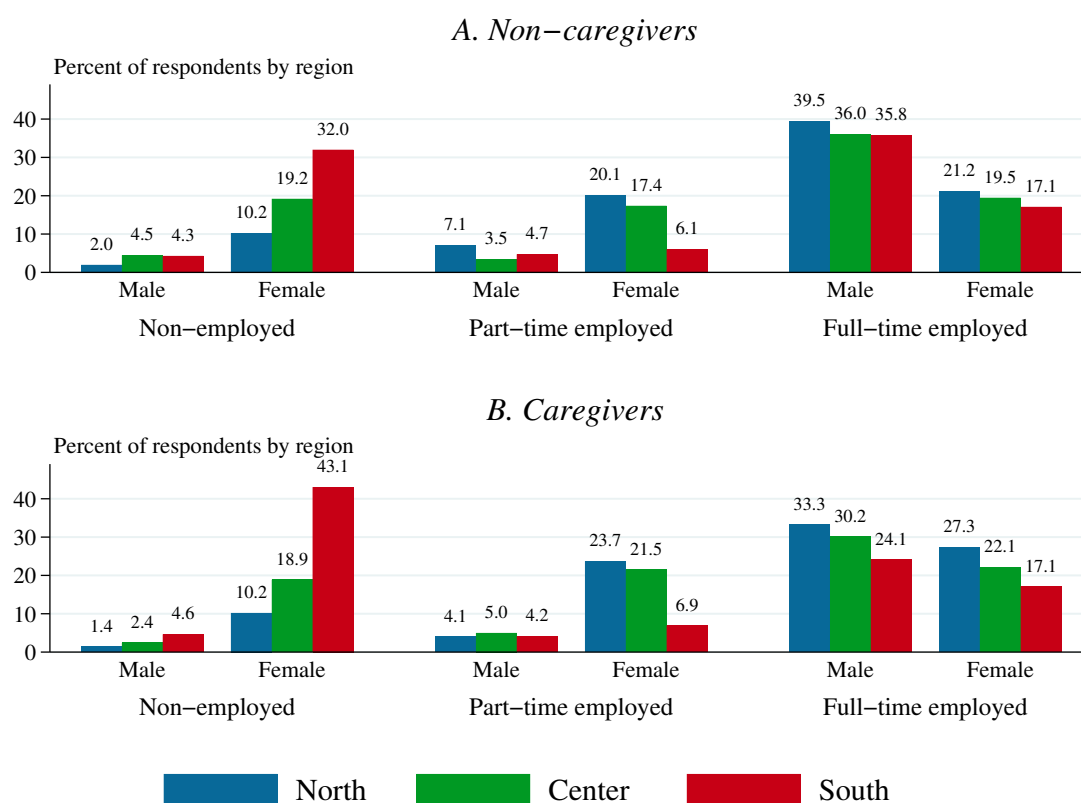 A. Non−caregivers
Percent of respondents by region
40
30
20
10
0
2.0 4.5 4.3 10.2 19.2 32.0 7.1 3.5 4.7 20.1 17.4 6.1 39.5 36.0 35.8 21.2 19.5 17.1
Male Female Male Female Male Female
Non−employed Part−time employed Full−time employed
B. Caregivers
Percent of respondents by region
40
30
20
10
0
1.4 2.4 4.6 10.2 18.9 43.1 4.1 5.0 4.2 23.7 21.5 6.9 33.3 30.2 24.1 27.3 22.1 17.1
Male Female Male Female Male Female
Non−employed Part−time employed Full−time employed
North Center South